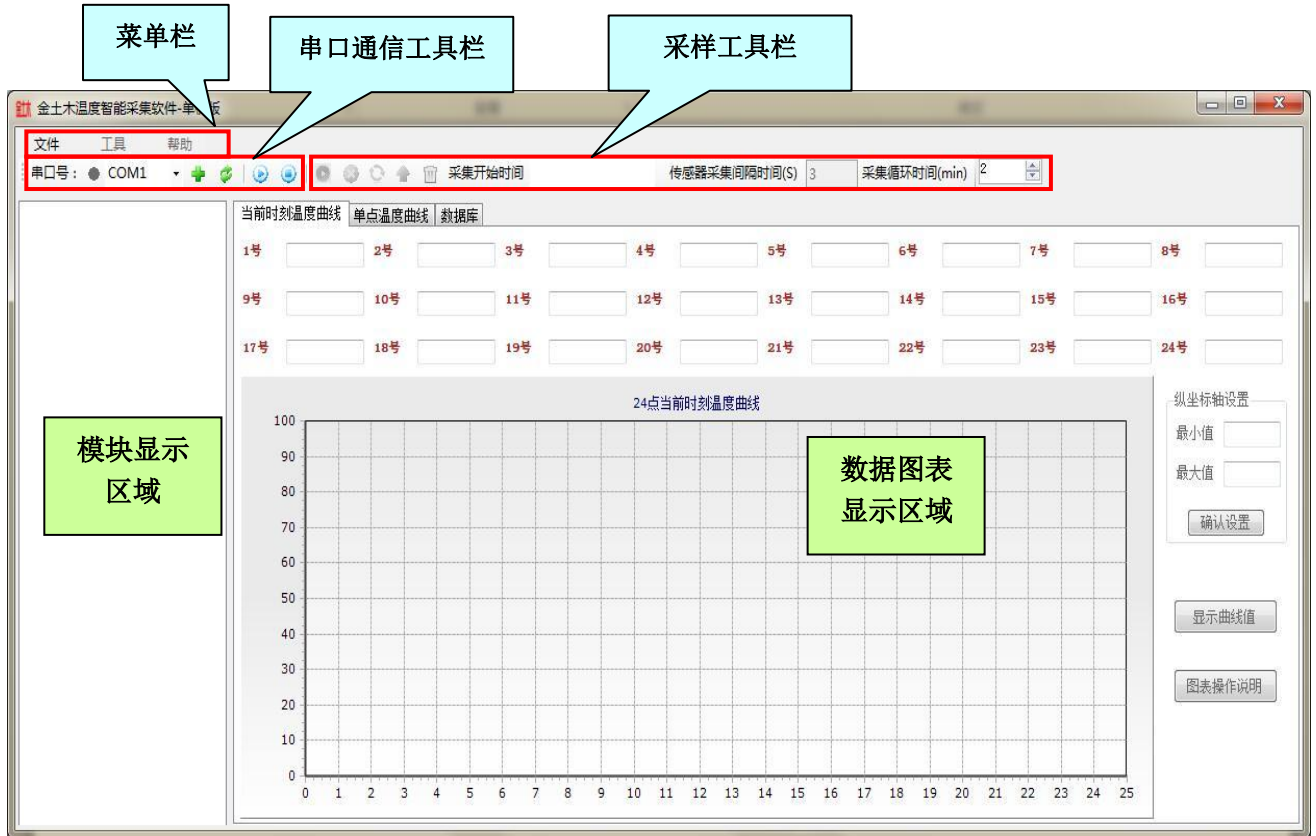 菜单栏
串口通信工具栏
采样工具栏
金土木温度智能采集软件-单 版
文件 工具 帮助
串口号： COM1 采集开始时间 传感器采集间隔时间(S) 3 采集循环时间(min) 2
当前时刻温度曲线 单点温度曲线 数据库
1号 2号 3号 4号 5号 6号 7号 8号
9号 10号 11号 12号 13号 14号 15号 16号
17号 18号 19号 20号 21号 22号 23号 24号
24点当前时刻温度曲线
纵坐标轴设置
最小值
最大值
确认设置
显示曲线值
图表操作说明
模块显示
区域
数据图表
显示区域
100
90
80
70
60
50
40
30
20
10
0
0 1 2 3 4 5 6 7 8 9 10 11 12 13 14 15 16 17 18 19 20 21 22 23 24 25